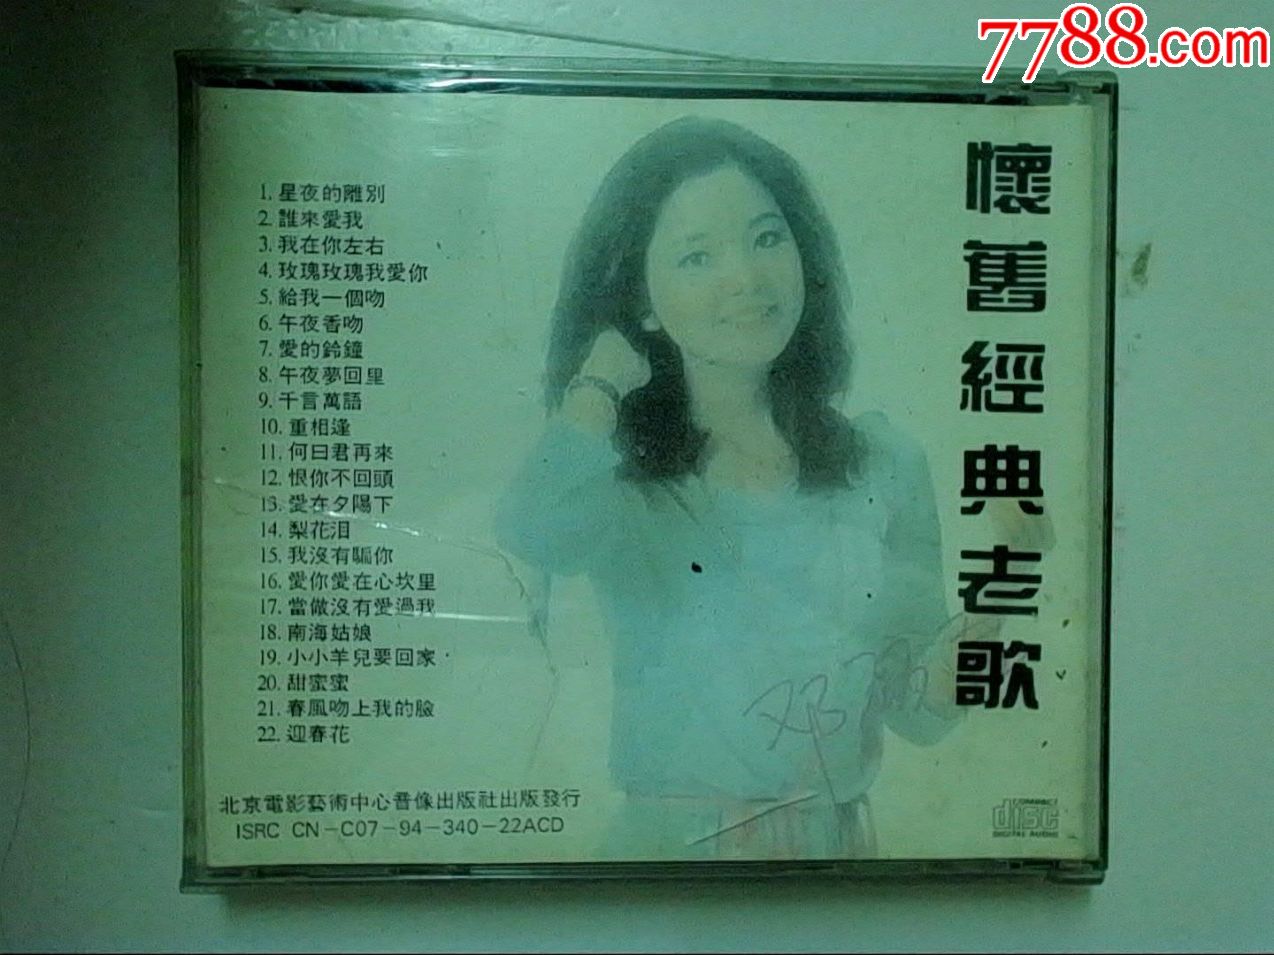 7788.com
懷舊經典老歌
1. 星夜的離別
2. 誰來愛我
3. 我在你左右
4. 玫瑰玫瑰我愛你
5. 給我一個吻
6. 午夜香吻
7. 愛的鈴鐘
8. 午夜夢回里
9. 千言萬語
10. 重相逢
11. 何日君再來
12. 恨你不回頭
13. 愛在夕陽下
14. 梨花泪
15. 我沒有騙你
16. 愛你愛在心坎里
17. 當做沒有愛過我
18. 南海姑娘
19. 小小羊兒要回家
20. 甜蜜蜜
21. 春風吻上我的臉
22. 迎春花
北京電影藝術中心音像出版社出版發行
ISRC CN-C07-94-340-22ACD
COMPACT
disc
DIGITAL AUDIO